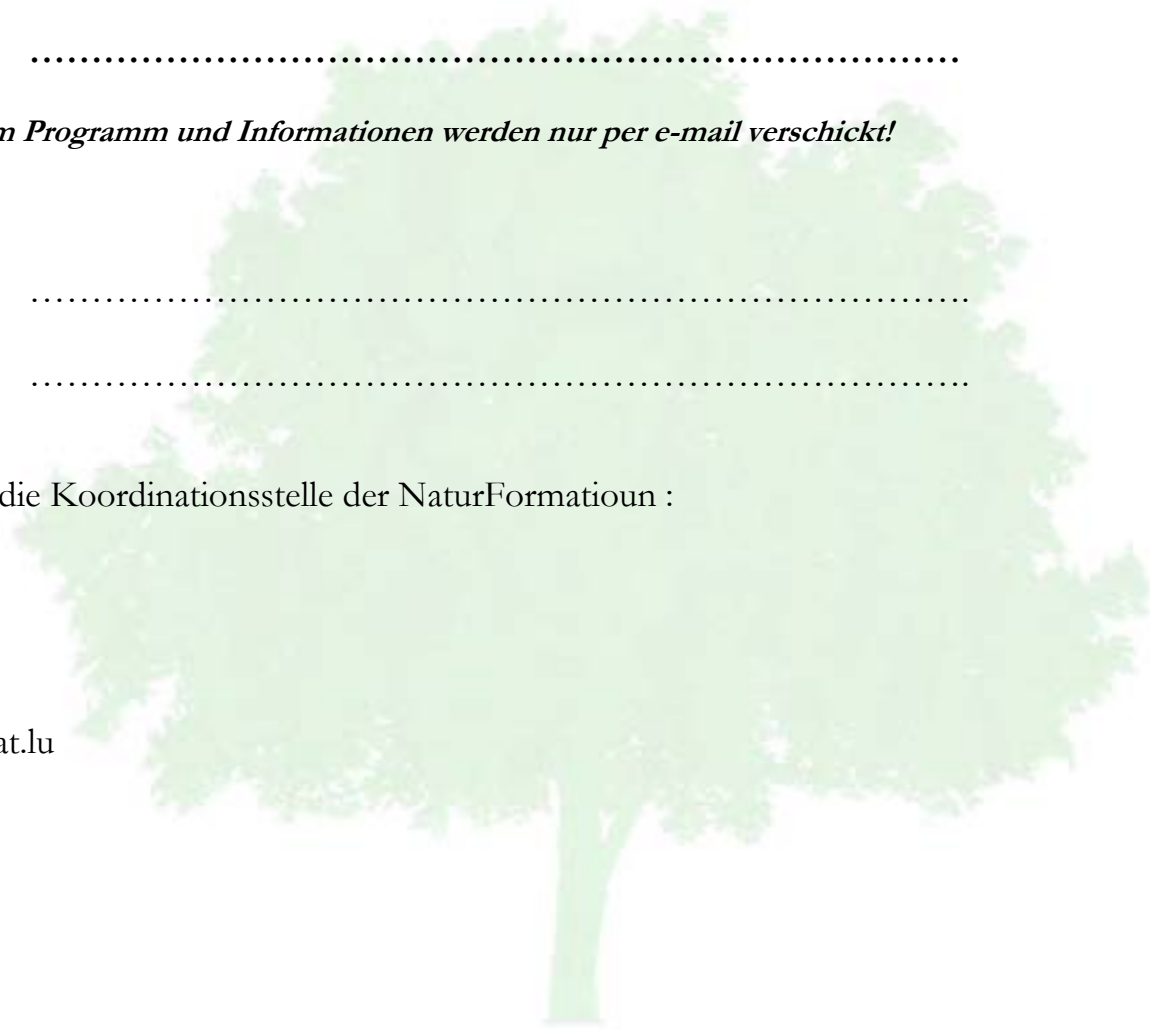 ……………………………………………………………………
m Programm und Informationen werden nur per e-mail verschickt!
…………………………………………………………………….
…………………………………………………………………….
die Koordinationsstelle der NaturFormatioun :
at.lu